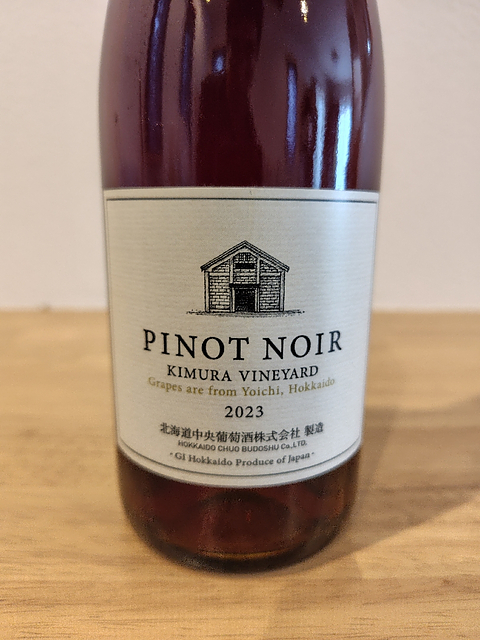 PINOT NOIR
KIMURA VINEYARD
Grapes are from Yoichi, Hokkaido
2023
北海道中央葡萄酒株式会社 製造
HOKKAIDO CHUO BUDOSHU Co.,LTD.
- GI Hokkaido Produce of Japan -